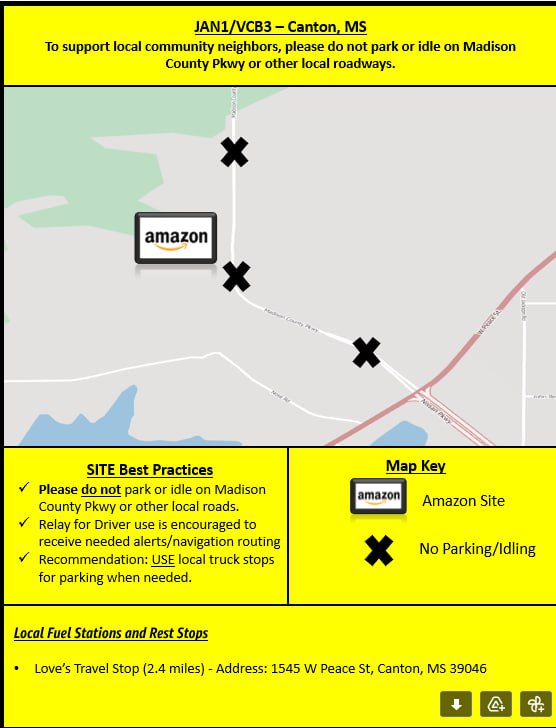 JAN1/VCB3 – Canton, MS
To support local community neighbors, please do not park or idle on Madison
County Pkwy or other local roadways.
amazon
Madison County Pkwy
W Peace St
Nissan Pkwy
SITE Best Practices
✓ Please do not park or idle on Madison
County Pkwy or other local roads.
✓ Relay for Driver use is encouraged to
receive needed alerts/navigation routing
✓ Recommendation: USE local truck stops
for parking when needed.
Map Key
amazon
Amazon Site
No Parking/Idling
Local Fuel Stations and Rest Stops
• Love's Travel Stop (2.4 miles) - Address: 1545 W Peace St, Canton, MS 39046